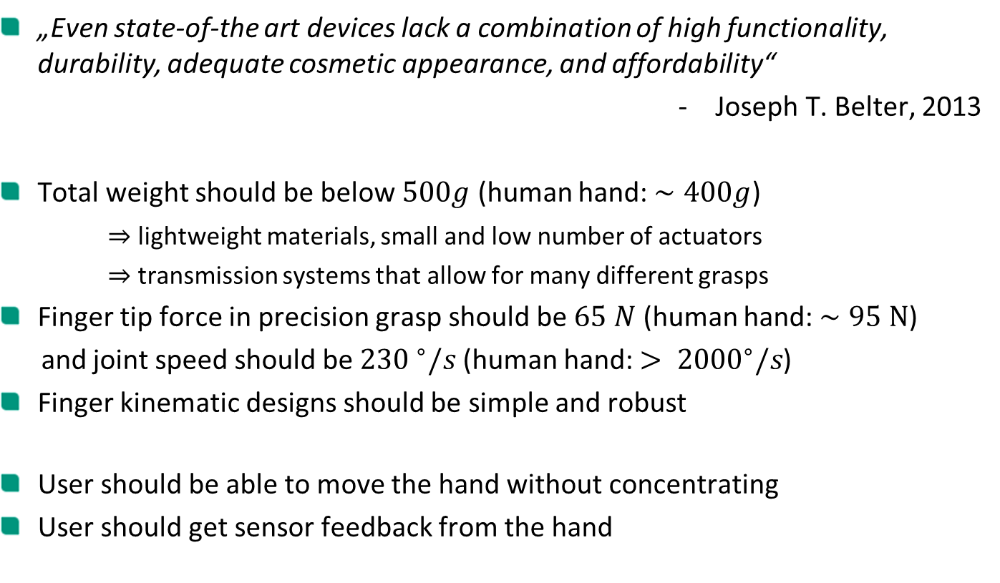 „Even state-of-the art devices lack a combination of high functionality,
durability, adequate cosmetic appearance, and affordability“
- Joseph T. Belter, 2013
Total weight should be below 500g (human hand: ~ 400g)
⇒ lightweight materials, small and low number of actuators
⇒ transmission systems that allow for many different grasps
Finger tip force in precision grasp should be 65 N (human hand: ~ 95 N)
and joint speed should be 230 °/s (human hand: > 2000°/s)
Finger kinematic designs should be simple and robust
User should be able to move the hand without concentrating
User should get sensor feedback from the hand